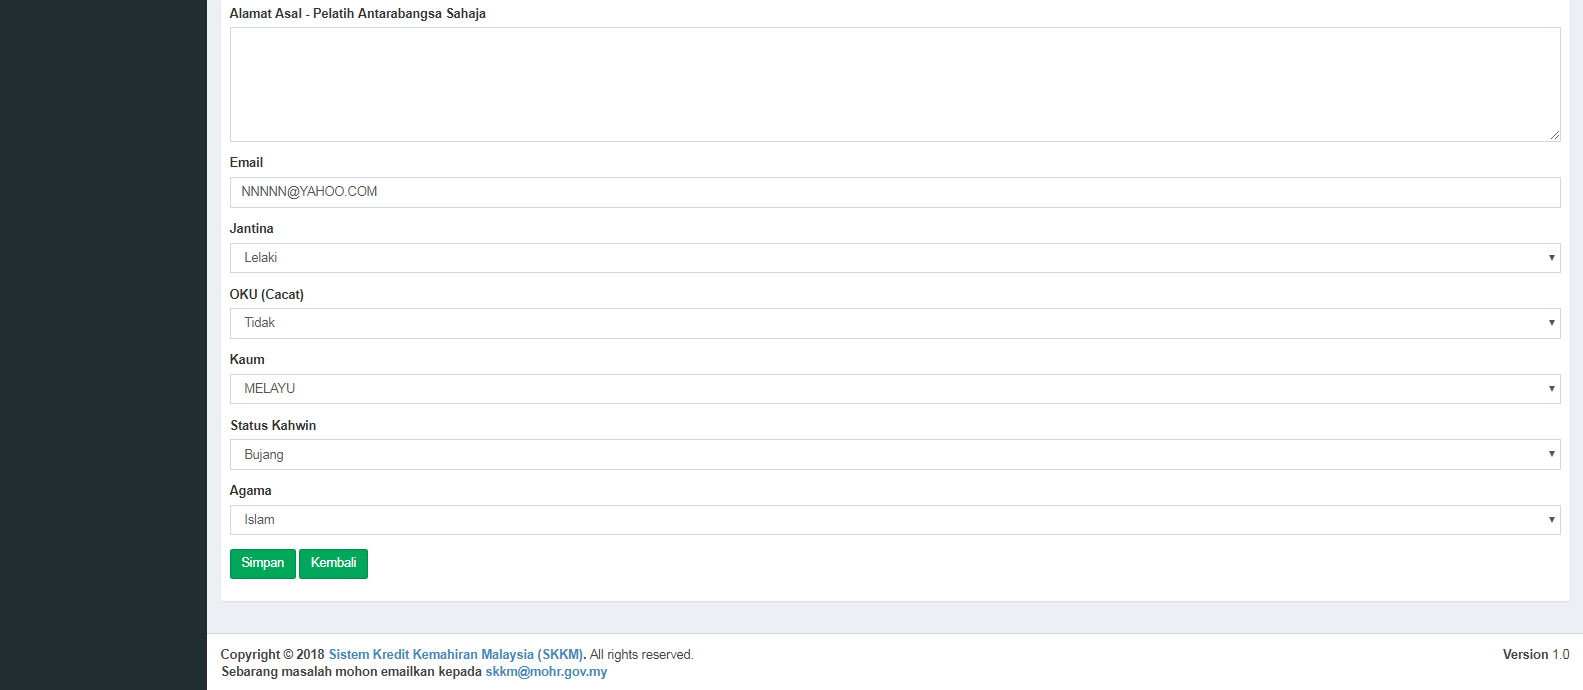 Alamat Asal - Pelatih Antarabangsa Sahaja
Email
NNNNN@YAHOO.COM
Jantina
Lelaki
OKU (Cacat)
Tidak
Kaum
MELAYU
Status Kahwin
Bujang
Agama
Islam
Simpan Kembali
Copyright © 2018 Sistem Kredit Kemahiran Malaysia (SKKM). All rights reserved. Version 1.0
Sebarang masalah mohon emailkan kepada skkm@mohr.gov.my